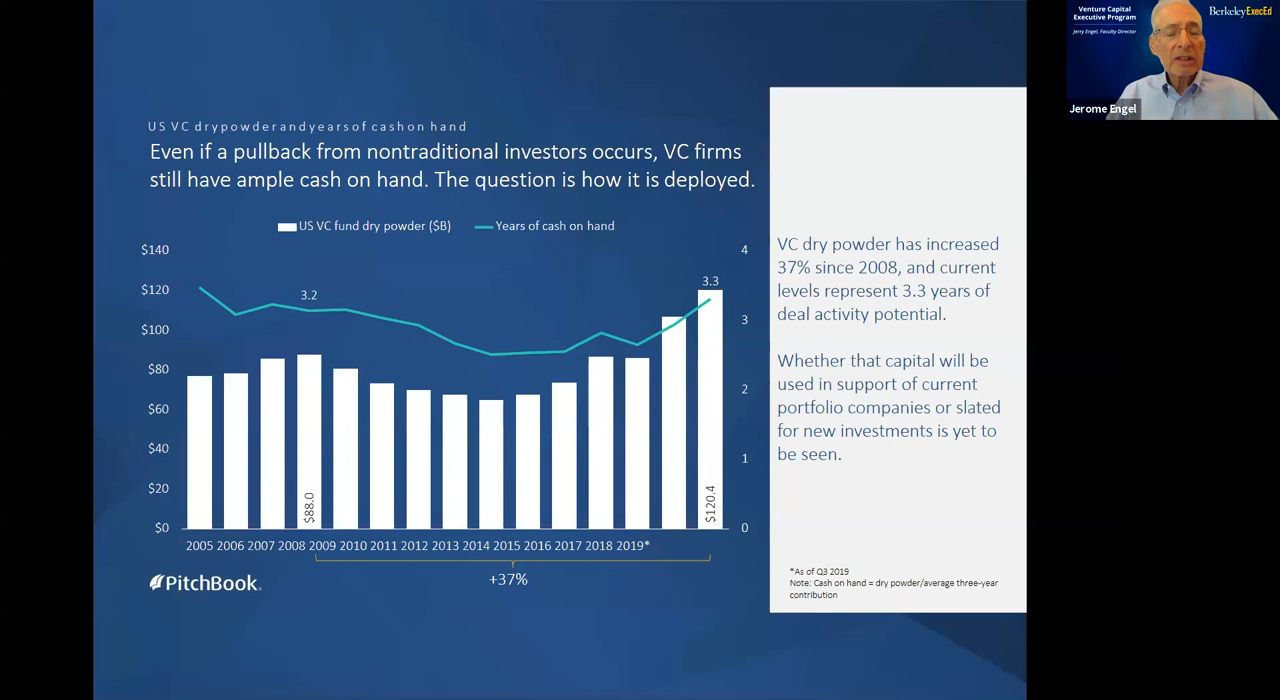 US VC drypowderandyearsofcashon hand
Even if a pullback from nontraditional investors occurs, VC firms
still have ample cash on hand. The question is how it is deployed.
US VC fund dry powder ($B)
Years of cash on hand
$140
$120
$100
$80
$60
$40
$20
$0
4
3
2
1
0
3.2
3.3
$88.0
$120.4
2005 2006 2007 2008 2009 2010 2011 2012 2013 2014 2015 2016 2017 2018 2019*
+37%
PitchBook.
VC dry powder has increased
37% since 2008, and current
levels represent 3.3 years of
deal activity potential.
Whether that capital will be
used in support of current
portfolio companies or slated
for new investments is yet to
be seen.
*As of Q3 2019
Note: Cash on hand = dry powder/average three-year
contribution
Venture Capital
Executive Program
Jerry Engel, Faculty Director
Berkeley ExecEd
Jerome Engel